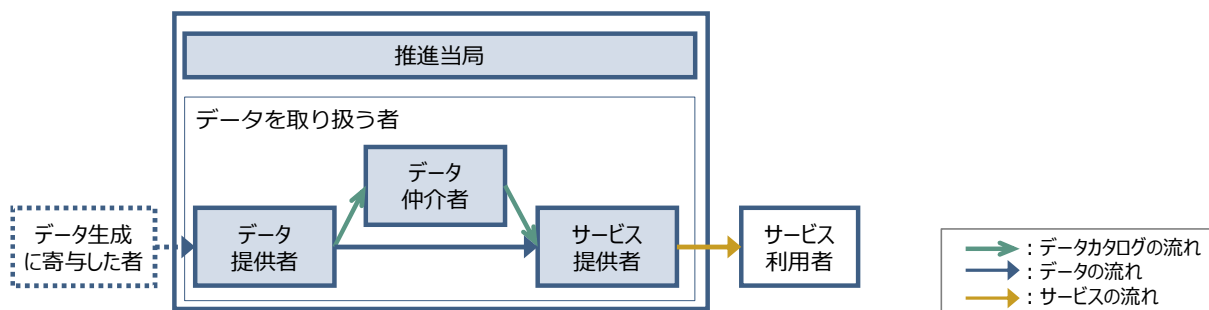 推進当局
データを取り扱う者
データ
仲介者
データ生成
に寄与した者
データ
提供者
サービス
提供者
サービス
利用者
：データカタログの流れ
：データの流れ
：サービスの流れ